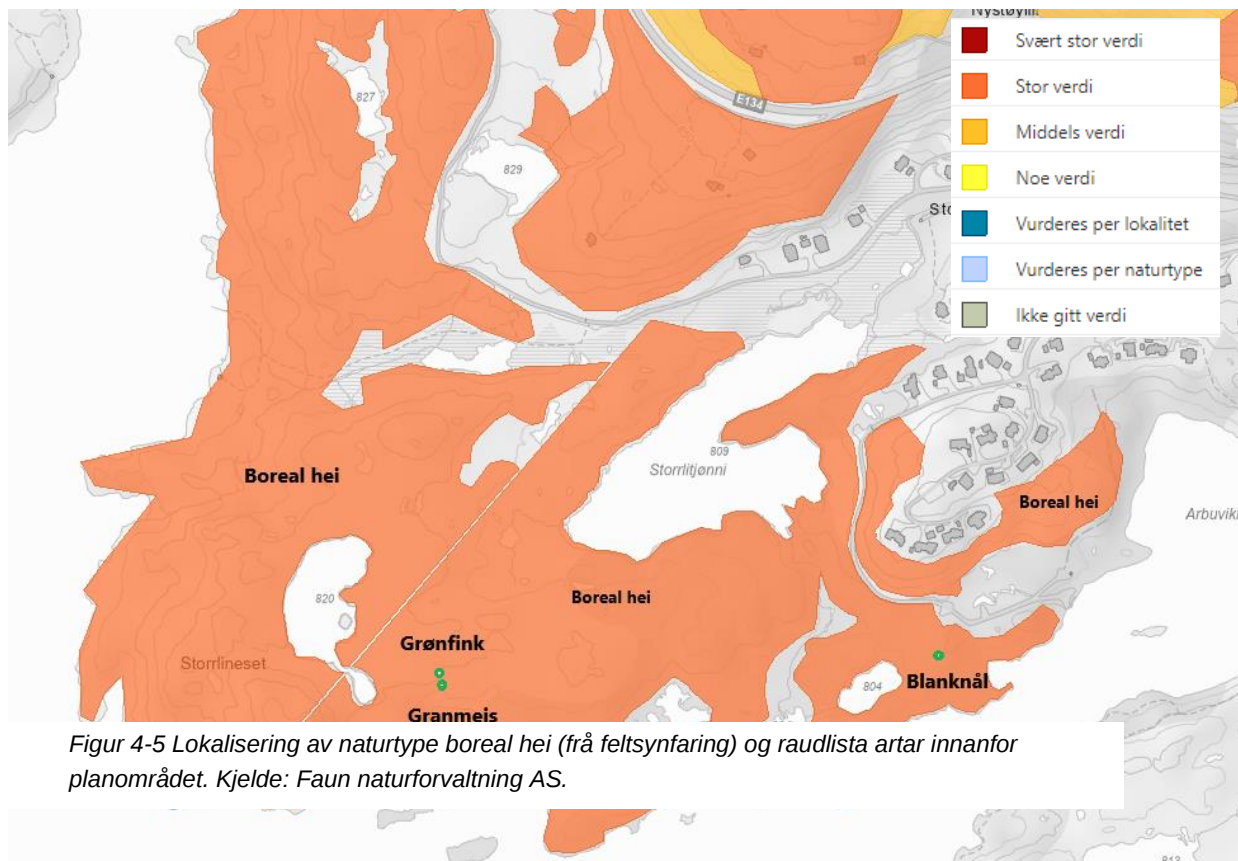 Nystøyli
Svært stor verdi
Stor verdi
Middels verdi
Noe verdi
Vurderes per lokalitet
Vurderes per naturtype
Ikke gitt verdi
827
E134
829
Sto
809
Storrlitjønni
Boreal hei
Boreal hei
Arbuvik
820
Boreal hei
Grønfink
Storrlineset
Blanknål
804
Granmeis
Figur 4-5 Lokalisering av naturtype boreal hei (frå feltsynfaring) og raudlista artar innanfor
planområdet. Kjelde: Faun naturforvaltning AS.